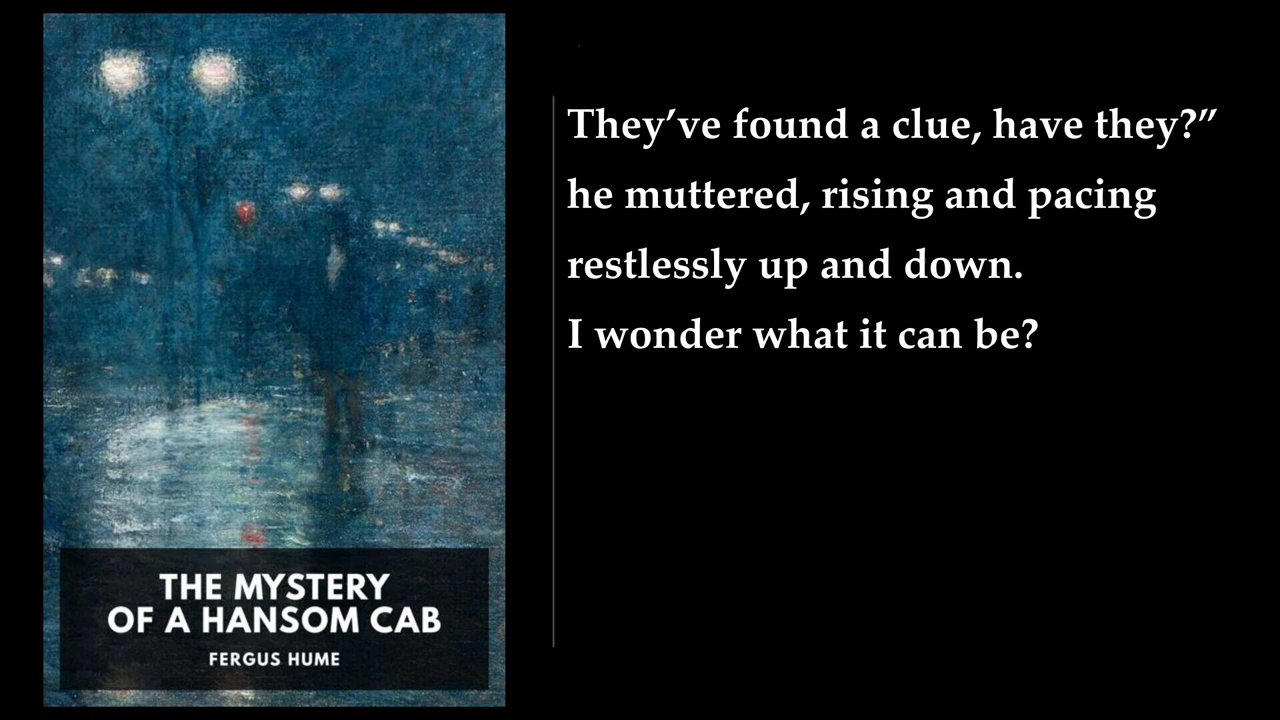 They’ve found a clue, have they?”
he muttered, rising and pacing
restlessly up and down.
I wonder what it can be?
THE MYSTERY
OF A HANSOM CAB
FERGUS HUME